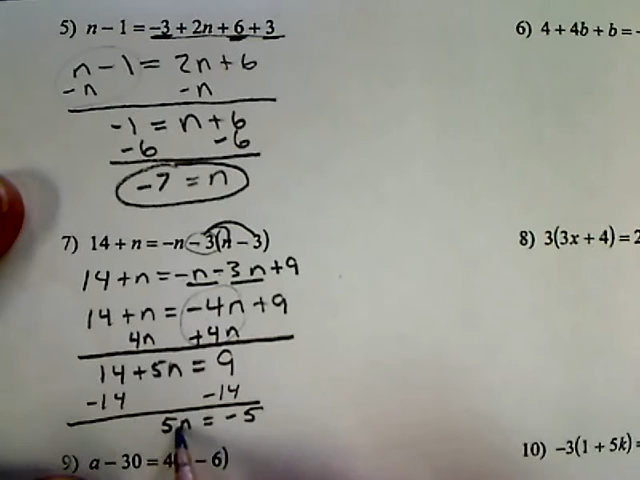 5) n − 1 = −3 + 2n + 6 + 3
n − 1 = 2n + 6
− n − n
−1 = n + 6
− 6 − 6
−7 = n
6) 4 + 4b + b = −
7) 14 + n = −n − 3(n − 3)
14 + n = −n − 3n + 9
14 + n = −4n + 9
4n +4n
14 + 5n = 9
−14 −14
5n = −5
8) 3(3x + 4) = 2
9) a − 30 = 4( − 6)
10) −3(1 + 5k) =